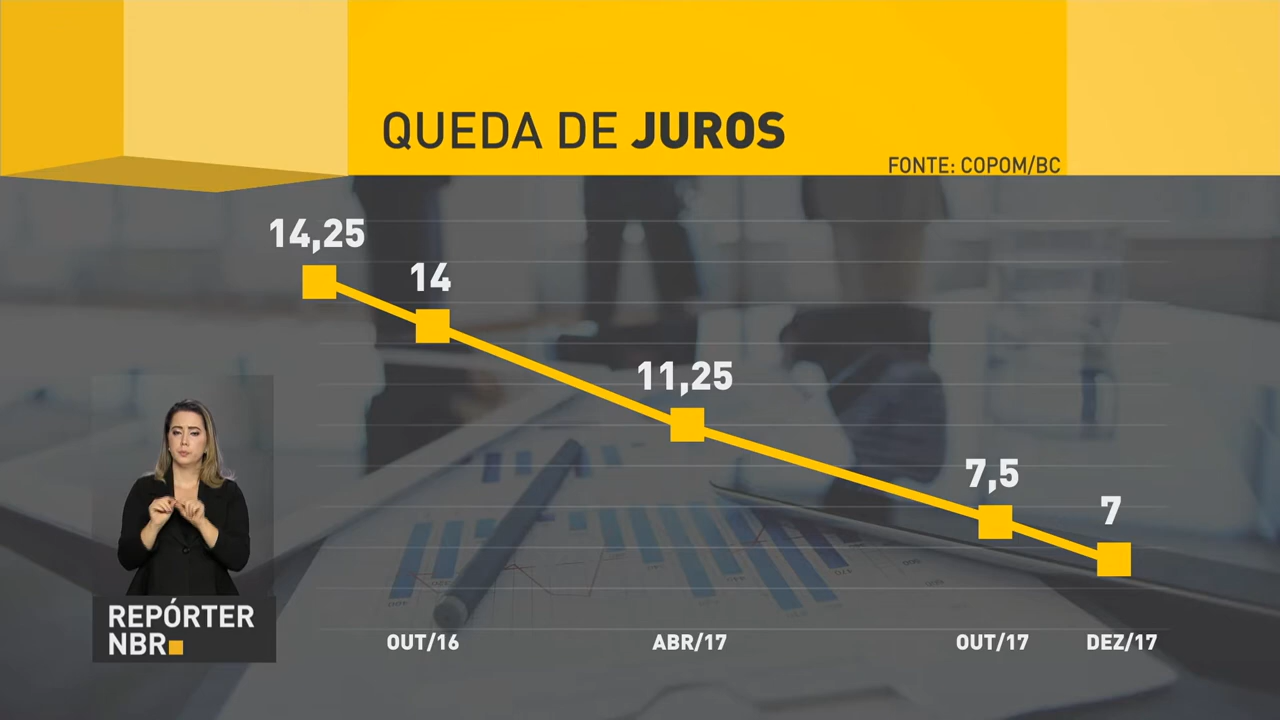 QUEDA DE JUROS
FONTE: COPOM/BC
14,25
14
11,25
7,5
7
REPÓRTER
NBR
OUT/16
ABR/17
OUT/17
DEZ/17